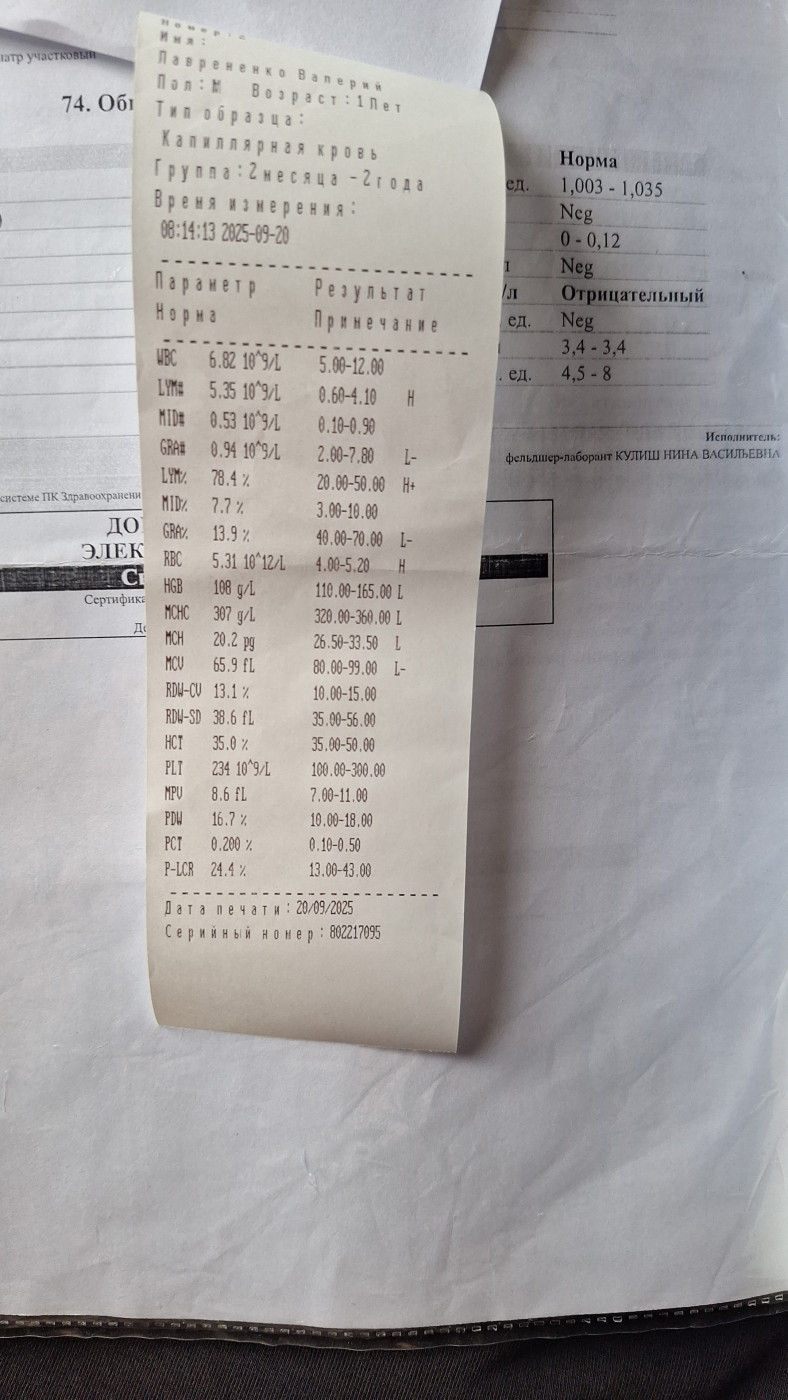 Имя:
Лаврененко Валерий
Пол: М Возраст: 1Лет
Тип образца:
Капиллярная кровь
Группа: 2месяца -2года
Время измерения:
08:14:13 2025-09-20
Параметр Результат
Норма Примечание
WBC 6.82 10^9/L 5.00-12.00
LYM# 5.35 10^9/L 0.60-4.10 H
MID# 0.53 10^9/L 0.10-0.90
GRA# 0.94 10^9/L 2.00-7.80 L-
LYM% 78.4 % 20.00-50.00 H+
MID% 7.7 % 3.00-10.00
GRA% 13.9 % 40.00-70.00 L-
RBC 5.31 10^12/L 4.00-5.20 H
HGB 108 g/L 110.00-165.00 L
MCHC 307 g/L 320.00-360.00 L
MCH 20.2 pg 26.50-33.50 L
MCV 65.9 fL 80.00-99.00 L-
RDW-CV 13.1 % 10.00-15.00
RDW-SD 38.6 fL 35.00-56.00
HCT 35.0 % 35.00-50.00
PLT 234 10^9/L 100.00-300.00
MPV 8.6 fL 7.00-11.00
PDW 16.7 % 10.00-18.00
PCT 0.200 % 0.10-0.50
P-LCR 24.4 % 13.00-43.00
Дата печати: 20/09/2025
Серийный номер: 802217095
участковый
74.
Норма
ед. 1,003 - 1,035
Neg
0 - 0,12
Neg
/л Отрицательный
ед. Neg
3,4 - 3,4
ед. 4,5 - 8
Исполнитель:
фельдшер-лаборант КУЛИШ НИНА ВАСИЛЬЕВНА
системе ПК